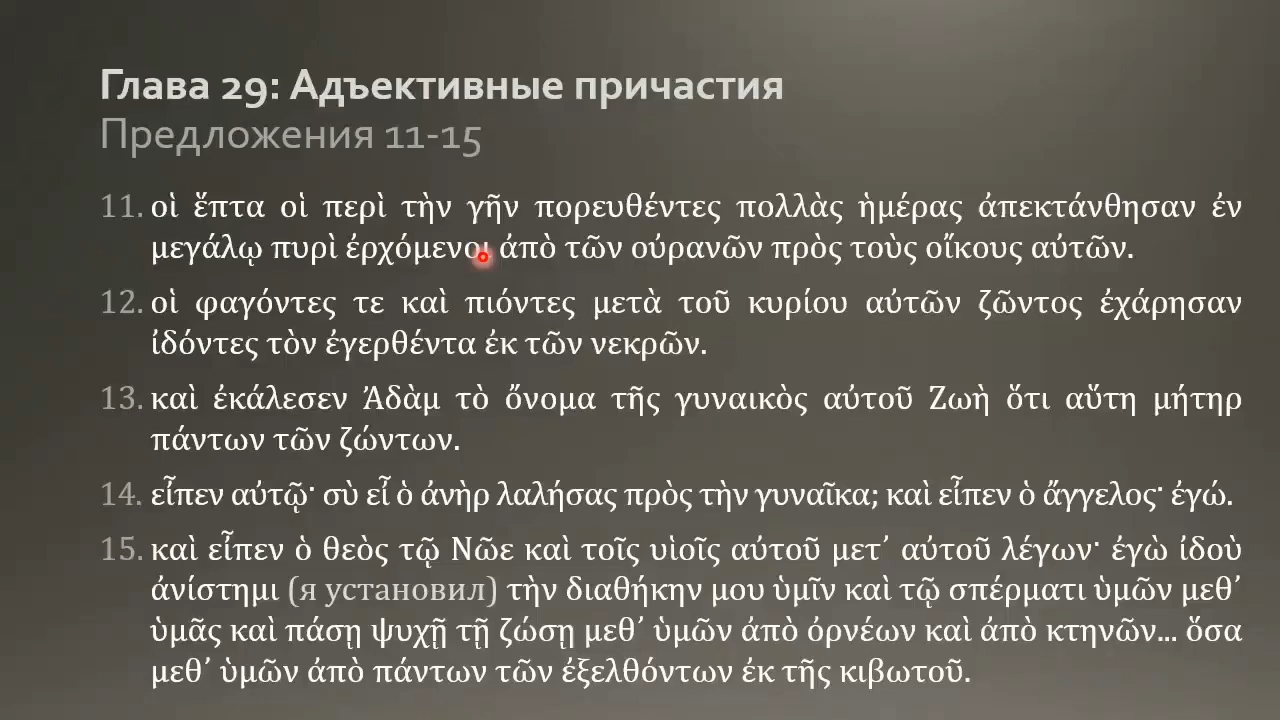 Глава 29: Адъективные причастия
Предложения 11-15
11. οἱ ἕπτα οἱ περὶ τὴν γῆν πορευθέντες πολλὰς ἡμέρας ἀπεκτάνθησαν ἐν
μεγάλῳ πυρὶ ἐρχόμενοι ἀπὸ τῶν οὐρανῶν πρὸς τοὺς οἴκους αὐτῶν.
12. οἱ φαγόντες τε καὶ πιόντες μετὰ τοῦ κυρίου αὐτῶν ζῶντος ἐχάρησαν
ἰδόντες τὸν ἐγερθέντα ἐκ τῶν νεκρῶν.
13. καὶ ἐκάλεσεν Ἀδὰμ τὸ ὄνομα τῆς γυναικὸς αὐτοῦ Ζωὴ ὅτι αὕτη μήτηρ
πάντων τῶν ζώντων.
14. εἶπεν αὐτῷ· σὺ εἶ ὁ ἀνὴρ λαλήσας πρὸς τὴν γυναῖκα; καὶ εἶπεν ὁ ἄγγελος· ἐγώ.
15. καὶ εἶπεν ὁ θεὸς τῷ Νῶε καὶ τοῖς υἱοῖς αὐτοῦ μετ᾽ αὐτοῦ λέγων· ἐγὼ ἰδοὺ
ἀνίστημι (я установил) τὴν διαθήκην μου ὑμῖν καὶ τῷ σπέρματι ὑμῶν μεθ᾽
ὑμᾶς καὶ πάσῃ ψυχῇ τῇ ζώσῃ μεθ᾽ ὑμῶν ἀπὸ ὀρνέων καὶ ἀπὸ κτηνῶν... ὅσα
μεθ᾽ ὑμῶν ἀπὸ πάντων τῶν ἐξελθόντων ἐκ τῆς κιβωτοῦ.